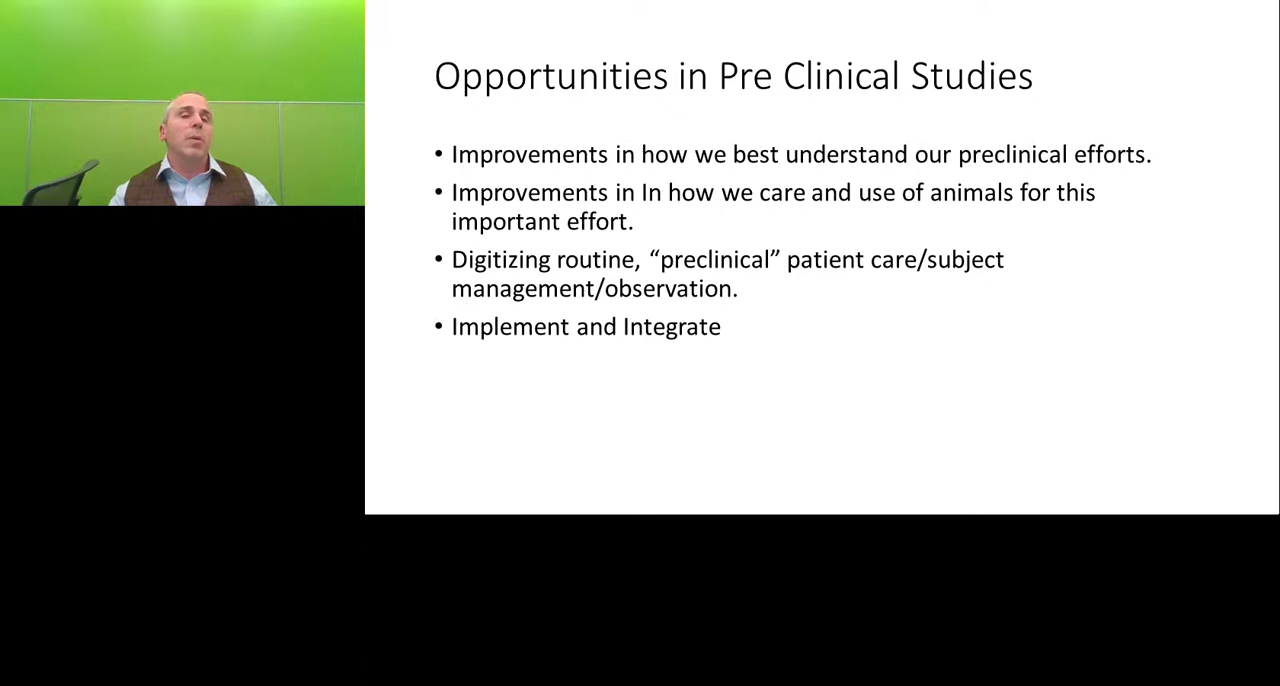 Opportunities in Pre Clinical Studies
• Improvements in how we best understand our preclinical efforts.
• Improvements in In how we care and use of animals for this
important effort.
• Digitizing routine, “preclinical” patient care/subject
management/observation.
• Implement and Integrate